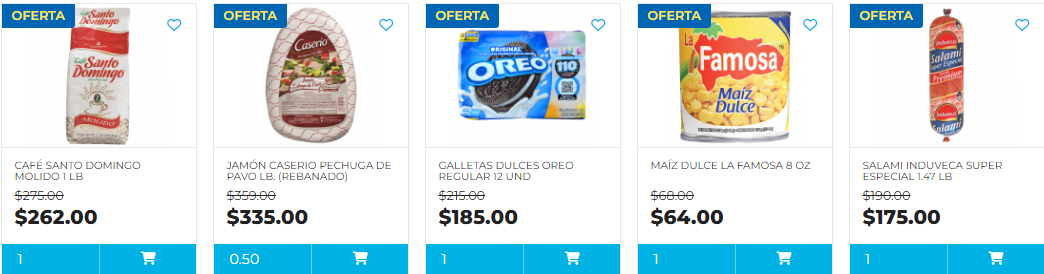 OFERTA
Café
Santo
Domingo
MOLIDO
CAFÉ SANTO DOMINGO
MOLIDO 1 LB
$275.00
$262.00
1
OFERTA
Caserio
JAMÓN CASERIO PECHUGA DE
PAVO LB. (REBANADO)
$359.00
$335.00
0.50
OFERTA
ORIGINAL
OREO
110
GALLETAS DULCES OREO
REGULAR 12 UND
$215.00
$185.00
1
OFERTA
La
Famosa
Maíz
Dulce
MAÍZ DULCE LA FAMOSA 8 OZ
$68.00
$64.00
1
OFERTA
Induveca
Salami
Super Especial
Premium
Induveca
Salami
SALAMI INDUVECA SUPER
ESPECIAL 1.47 LB
$190.00
$175.00
1